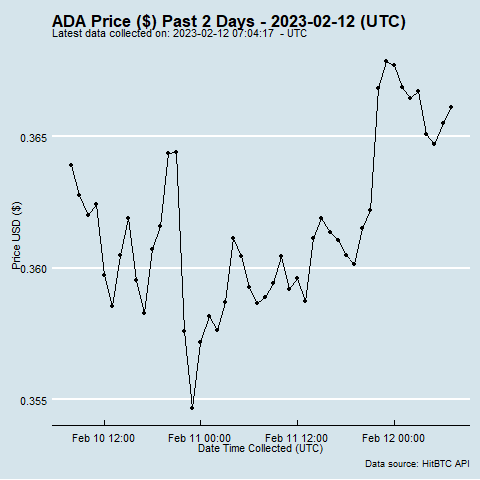 ADA Price ($) Past 2 Days - 2023-02-12 (UTC)
Latest data collected on: 2023-02-12 07:04:17 - UTC
0.365
0.360
0.355
Price USD ($)
Feb 10 12:00
Feb 11 00:00
Feb 11 12:00
Feb 12 00:00
Date Time Collected (UTC)
Data source: HitBTC API